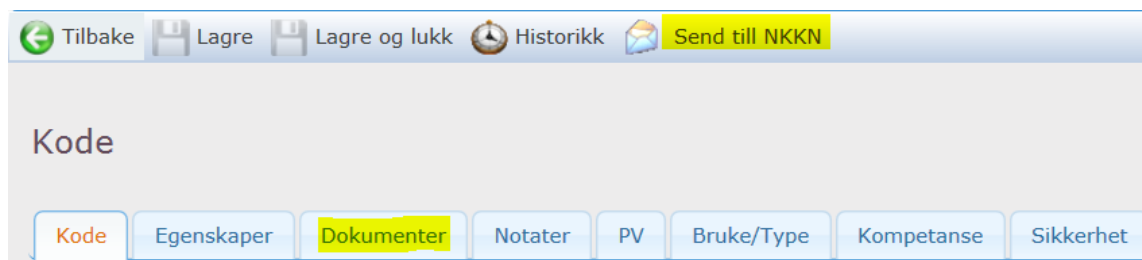 Tilbake Lagre Lagre og lukk Historikk Send till NKKN
Kode
Kode Egenskaper Dokumenter Notater PV Bruke/Type Kompetanse Sikkerhet